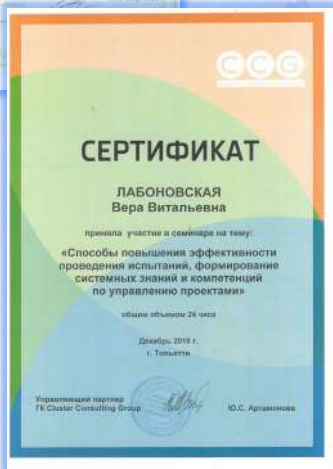 CCG
СЕРТИФИКАТ
ЛАБОНОВСКАЯ
Вера Витальевна
приняла участие в семинаре на тему:
«Способы повышения эффективности
проведения испытаний, формирование
системных знаний и компетенций
по управлению проектами»
общим объемом 24 часа
Декабрь 2018 г.
г. Тольятти
Управляющий партнер
ГК Cluster Consulting Group
Ю.С. Артамонова